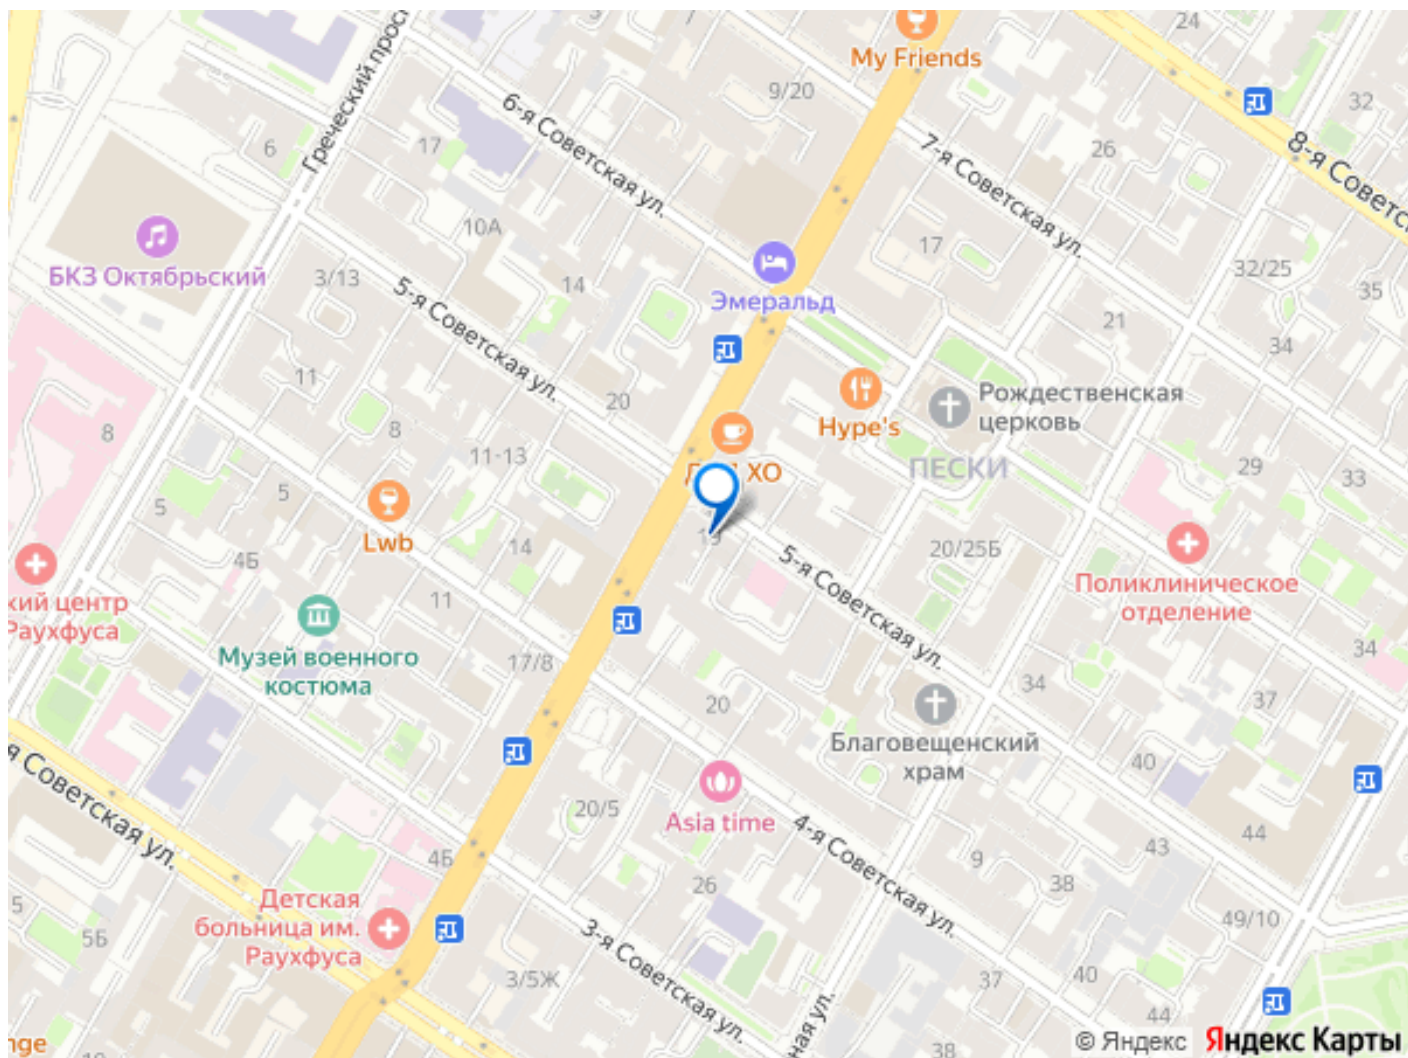 My Friends
24
9/20
32
6-я Советская ул.
Греческий прос
17
6
7-я Советская ул.
26
8-я Советс
10А
17
БКЗ Октябрьский
3/13
14
Эмеральд
32/25
35
5-я Советская ул.
21
34
11
20
Hype's
Рождественская
церковь
8
8
11-13
ХО
ПЕСКИ
29
33
5
5
Lwb
14
4Б
20/25Б
5-я Советская ул.
Поликлиническое
отделение
кий центр
Раухфуса
11
Музей военного
костюма
17/8
34
34
37
20
Благовещенский
храм
40
я Советская ул.
Asia time
20/5
4-я Советская ул.
44
43
9
38
4Б
26
49/10
Детская
больница им.
Раухфуса
5
5Б
3-я Советская ул.
3/5Ж
37
40
44
ная ул.
38
nge
© Яндекс Яндекс Карты